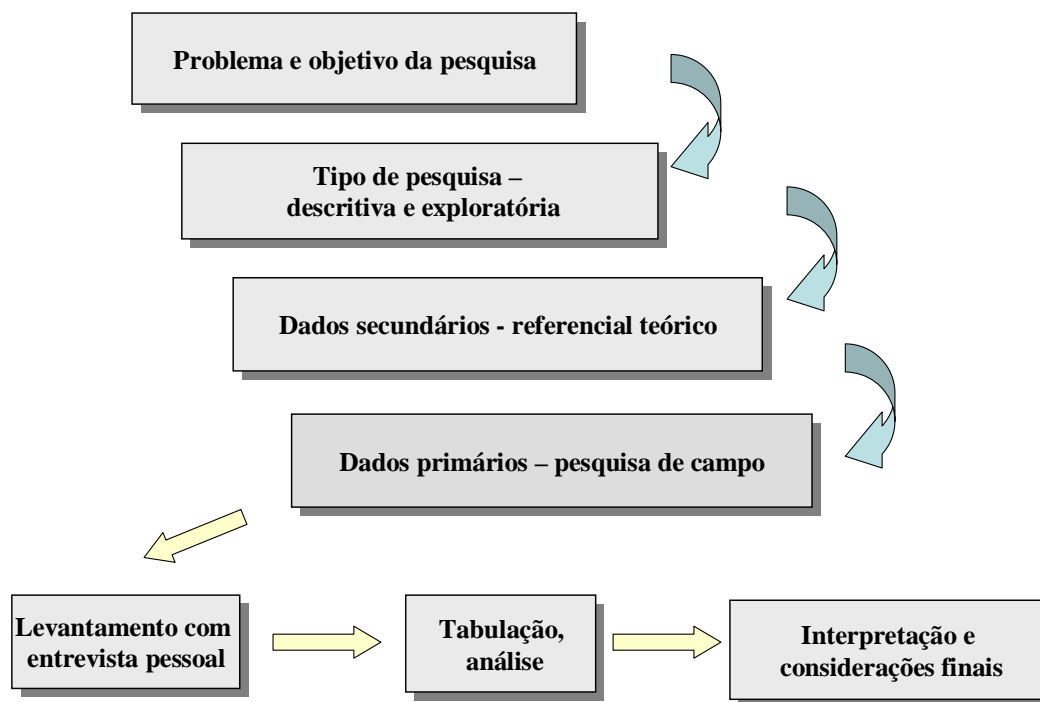 Problema e objetivo da pesquisa
Tipo de pesquisa –
descritiva e exploratória
Dados secundários - referencial teórico
Dados primários – pesquisa de campo
Levantamento com
entrevista pessoal
Tabulação,
análise
Interpretação e
considerações finais